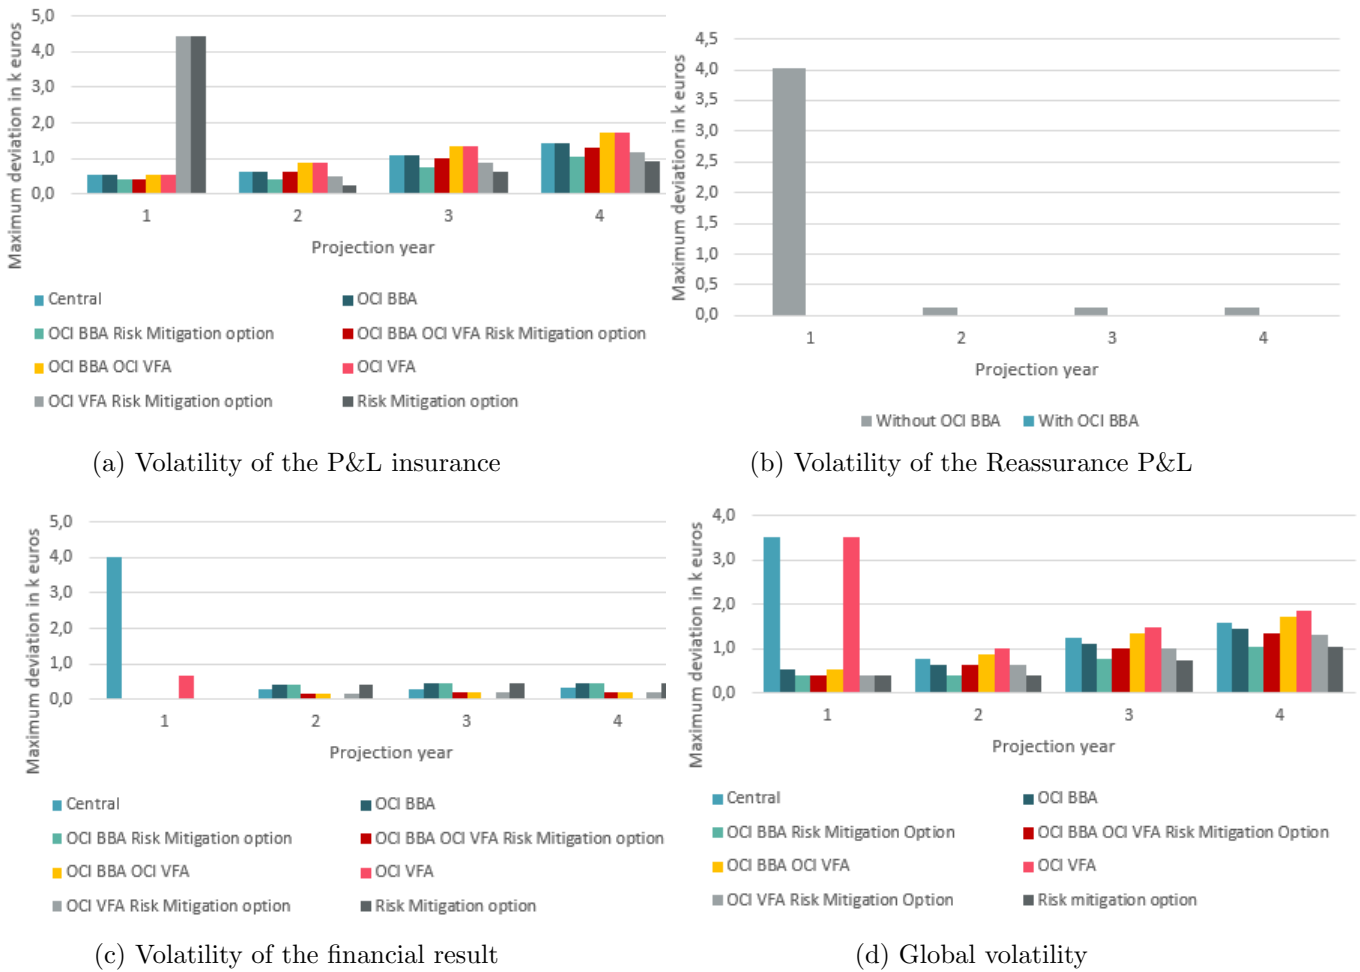 Maximum deviation in k euros
5,0
4,0
3,0
2,0
1,0
0,0
1 2 3 4
Projection year
Central OCI BBA
OCI BBA Risk Mitigation option OCI BBA OCI VFA Risk Mitigation option
OCI BBA OCI VFA OCI VFA
OCI VFA Risk Mitigation option Risk Mitigation option
(a) Volatility of the P&L insurance
Maximum deviation in k euros
4,5
4,0
3,5
3,0
2,5
2,0
1,5
1,0
0,5
0,0
1 2 3 4
Projection year
Without OCI BBA With OCI BBA
(b) Volatility of the Reassurance P&L
Maximum deviation in k euros
5,0
4,0
3,0
2,0
1,0
0,0
1 2 3 4
Projection year
Central OCI BBA
OCI BBA Risk Mitigation option OCI BBA OCI VFA Risk Mitigation option
OCI BBA OCI VFA OCI VFA
OCI VFA Risk Mitigation option Risk Mitigation option
(c) Volatility of the financial result
Maximum deviation in k euros
4,0
3,0
2,0
1,0
0,0
1 2 3 4
Projection year
Central OCI BBA
OCI BBA Risk Mitigation Option OCI BBA OCI VFA Risk Mitigation Option
OCI BBA OCI VFA OCI VFA
OCI VFA Risk Mitigation Option Risk mitigation option
(d) Global volatility